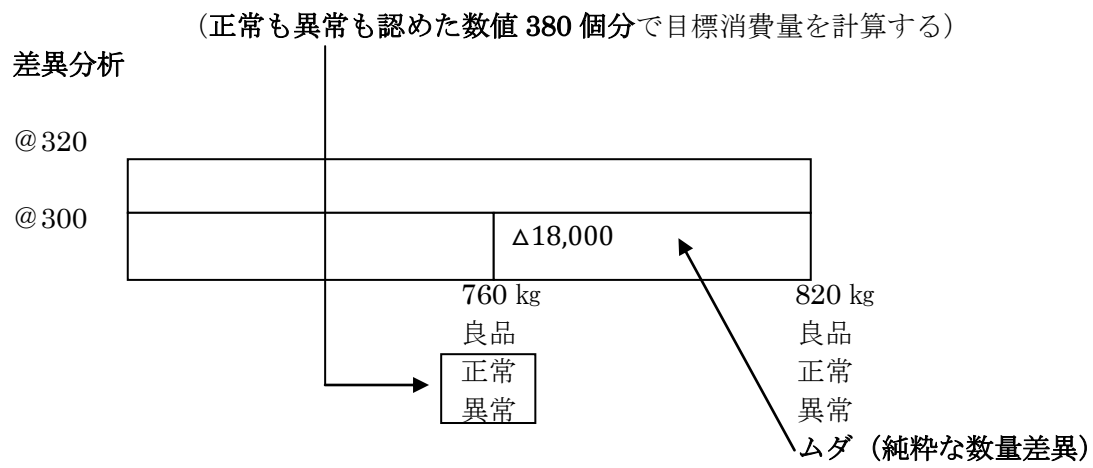 （正常も異常も認めた数値 380 個分で目標消費量を計算する）
差異分析
＠320
＠300
△18,000
760 kg
820 kg
良品
良品
正常
正常
異常
異常
ムダ（純粋な数量差異）